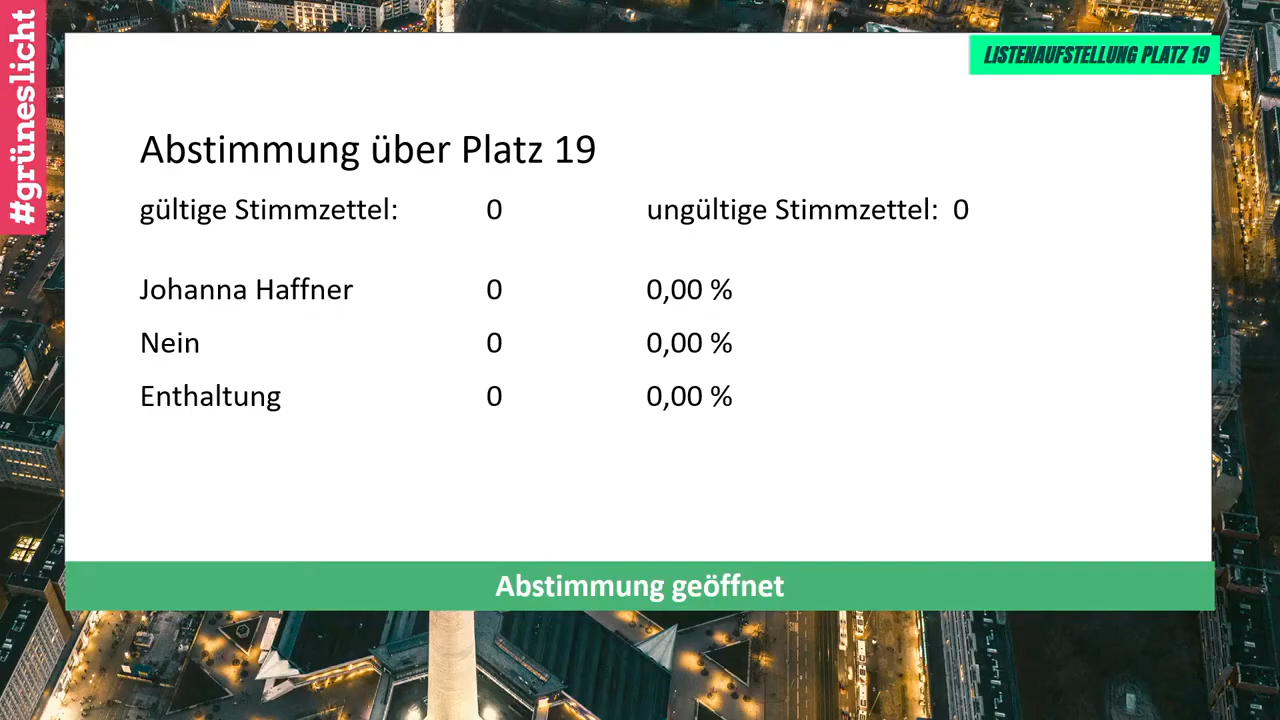 #grüneslicht
LISTENAUFSTELLUNG PLATZ 19
Abstimmung über Platz 19
gültige Stimmzettel: 0 ungültige Stimmzettel: 0
Johanna Haffner 0 0,00 %
Nein 0 0,00 %
Enthaltung 0 0,00 %
Abstimmung geöffnet